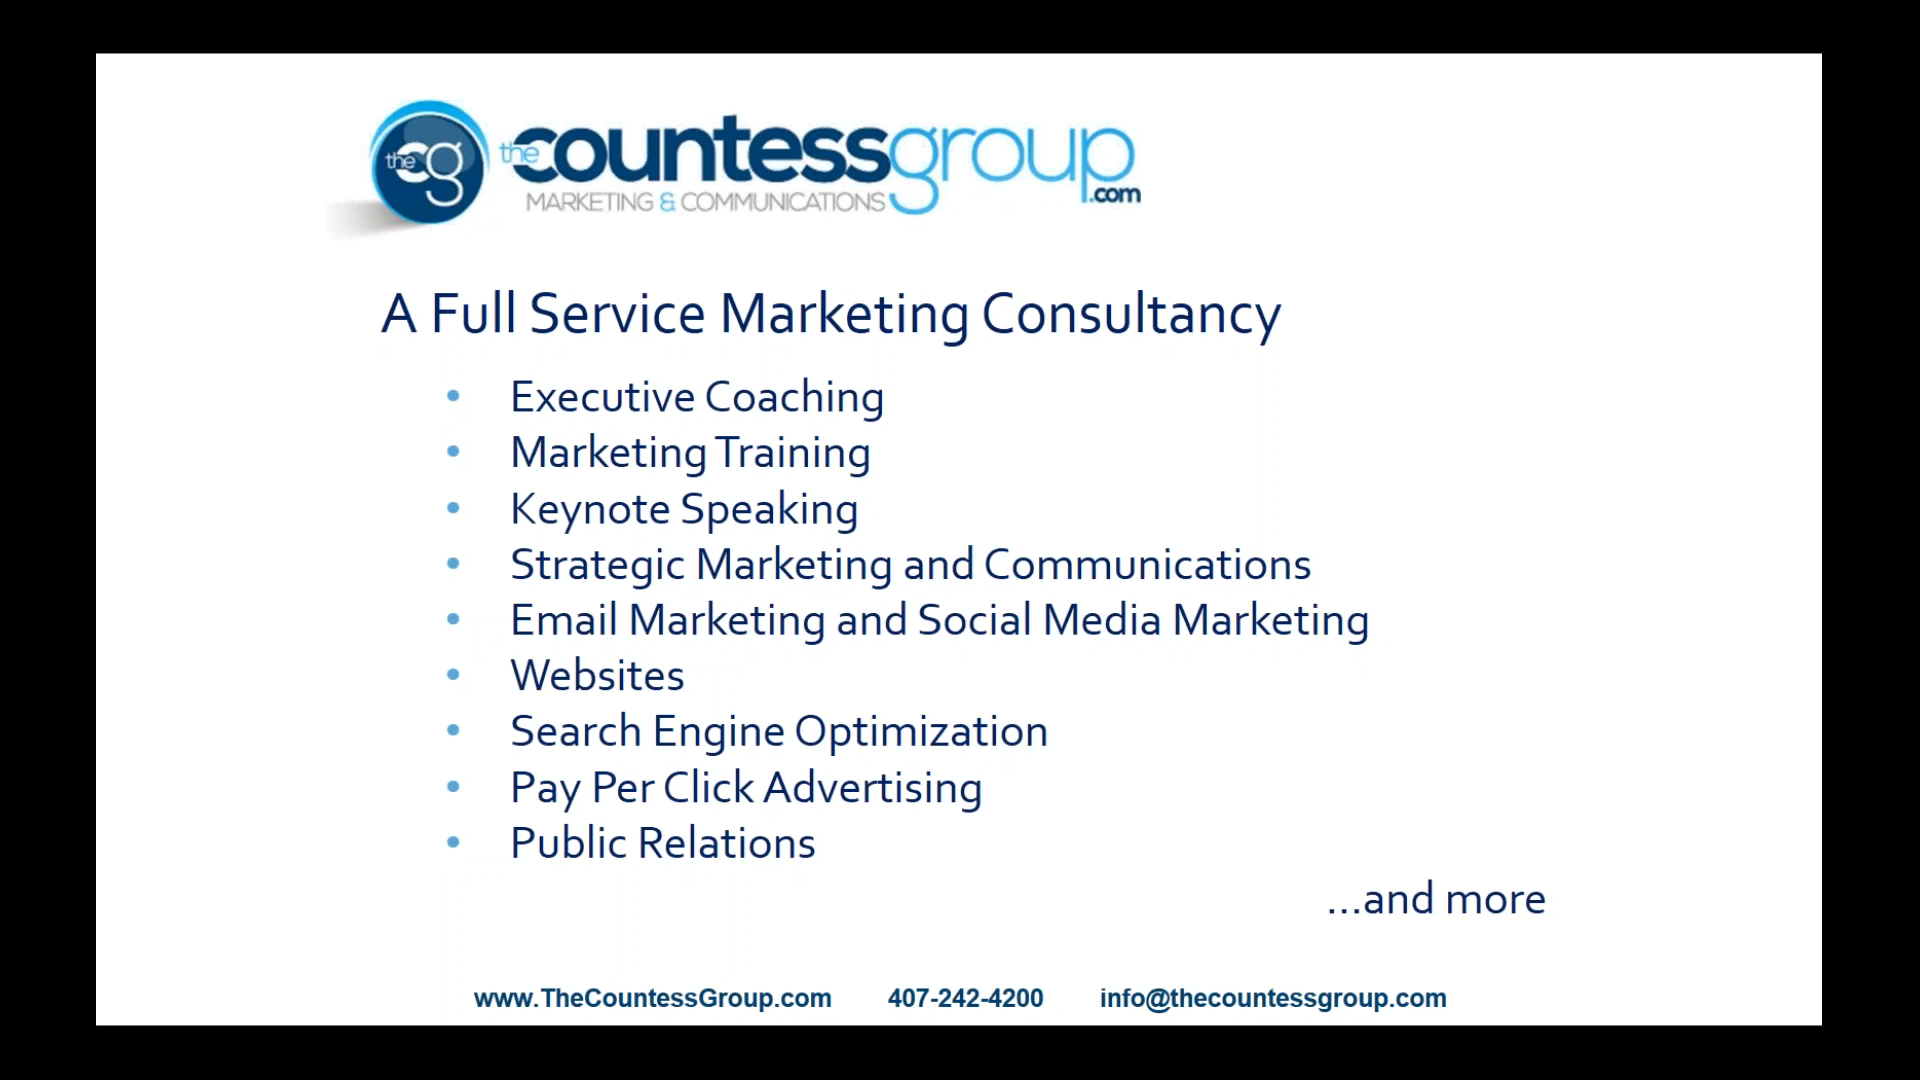 the cg
the countessgroup
.com
MARKETING & COMMUNICATIONS
A Full Service Marketing Consultancy
• Executive Coaching
• Marketing Training
• Keynote Speaking
• Strategic Marketing and Communications
• Email Marketing and Social Media Marketing
• Websites
• Search Engine Optimization
• Pay Per Click Advertising
• Public Relations
...and more
www.TheCountessGroup.com 407-242-4200 info@thecountessgroup.com